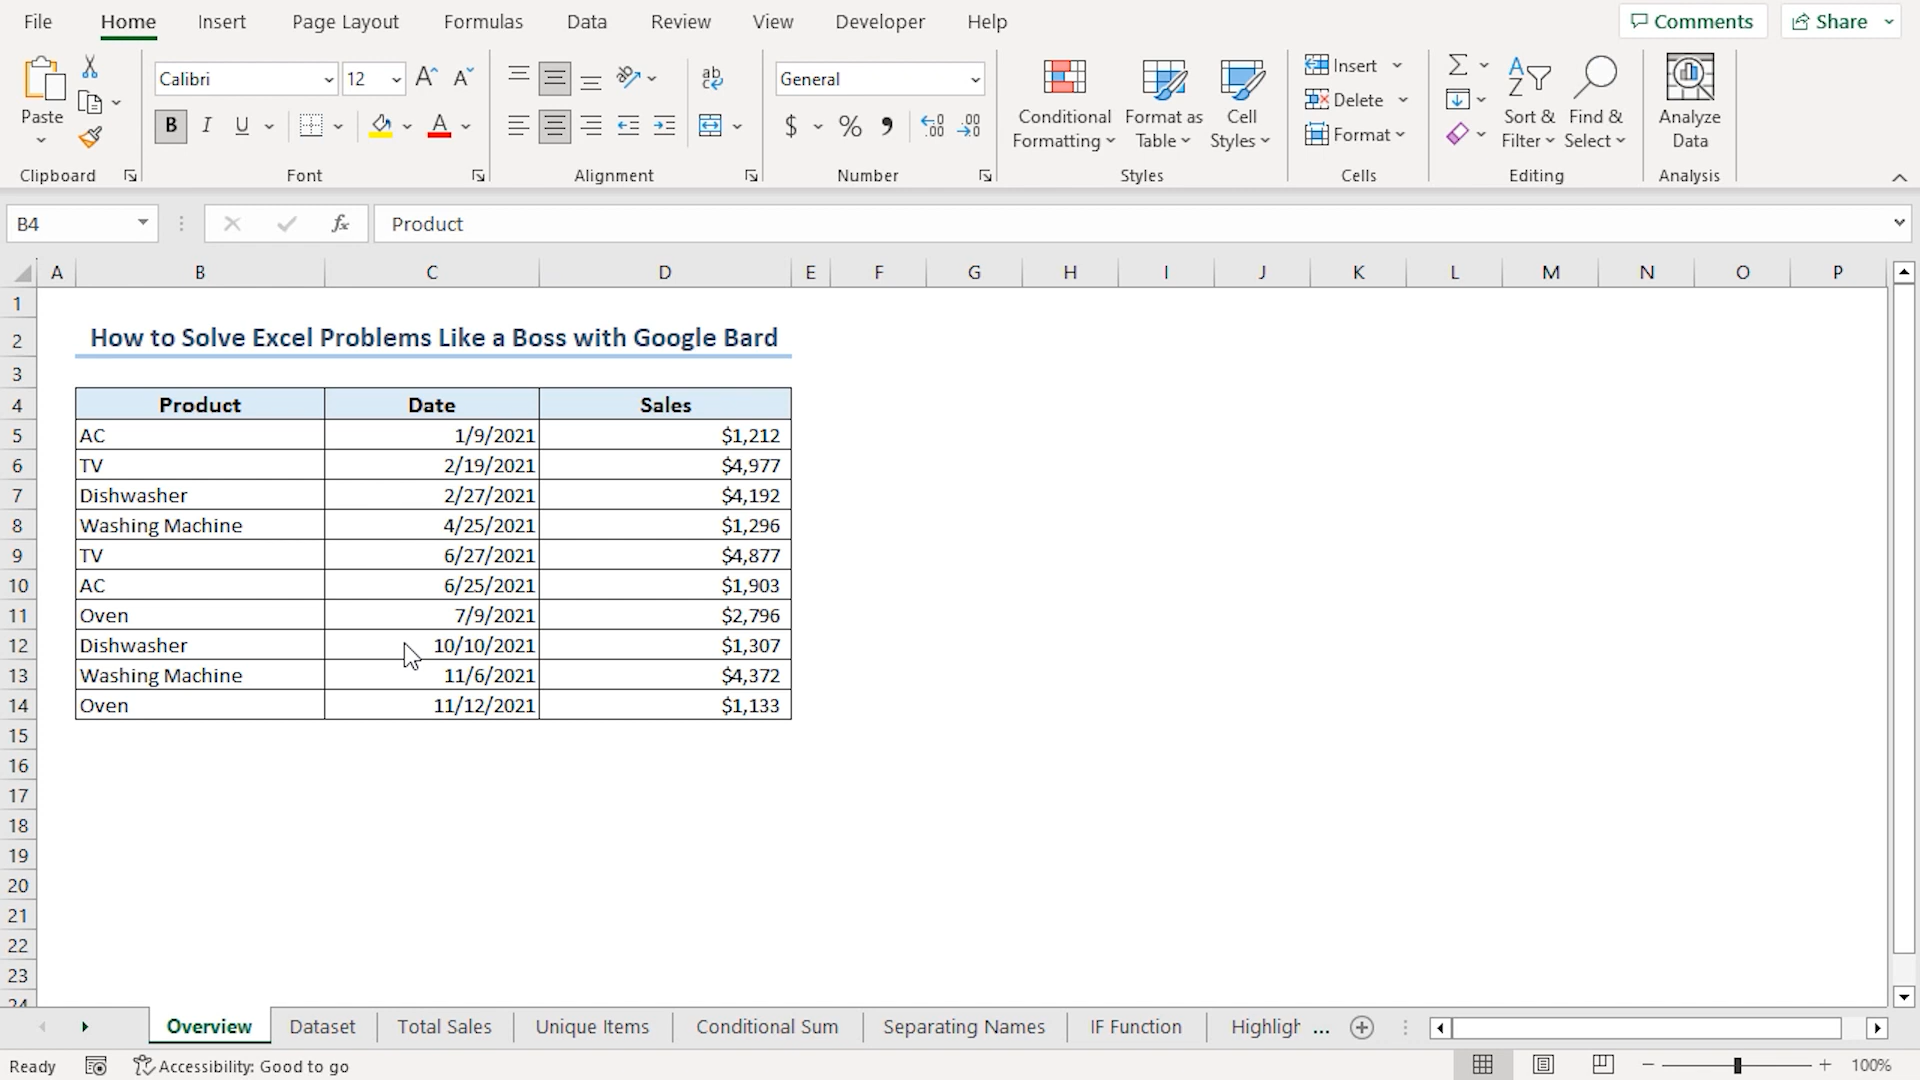 File Home Insert Page Layout Formulas Data Review View Developer Help Comments Share
Calibri 12 General
Paste B I U $ % Conditional Formatting Format as Table Cell Styles Insert Delete Format Sort & Filter Find & Select Analyze Data
Clipboard Font Alignment Number Styles Cells Editing Analysis
B4 fx Product
A B C D E F G H I J K L M N O P
1
2 How to Solve Excel Problems Like a Boss with Google Bard
3
4 Product Date Sales
5 AC 1/9/2021 $1,212
6 TV 2/19/2021 $4,977
7 Dishwasher 2/27/2021 $4,192
8 Washing Machine 4/25/2021 $1,296
9 TV 6/27/2021 $4,877
10 AC 6/25/2021 $1,903
11 Oven 7/9/2021 $2,796
12 Dishwasher 10/10/2021 $1,307
13 Washing Machine 11/6/2021 $4,372
14 Oven 11/12/2021 $1,133
15
16
17
18
19
20
21
22
23
24
Overview Dataset Total Sales Unique Items Conditional Sum Separating Names IF Function Highligh ...
Ready Accessibility: Good to go 100%